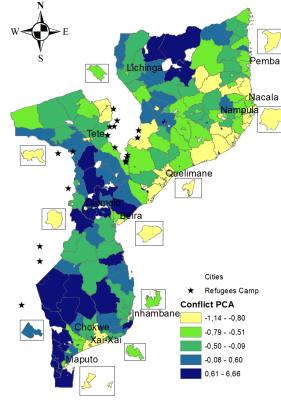 N
W
E
S
Lichinga
Pemba
Nacala
Nampula
Tete
Quelimane
Chimoio
Beira
Cities
Refugees Camp
Inhambane
Conflict PCA
-1,14 - -0,80
-0,79 - -0,51
-0,50 - -0,09
-0,08 - 0,60
0,61 - 6,66
Chokwe
Xai-Xai
Maputo